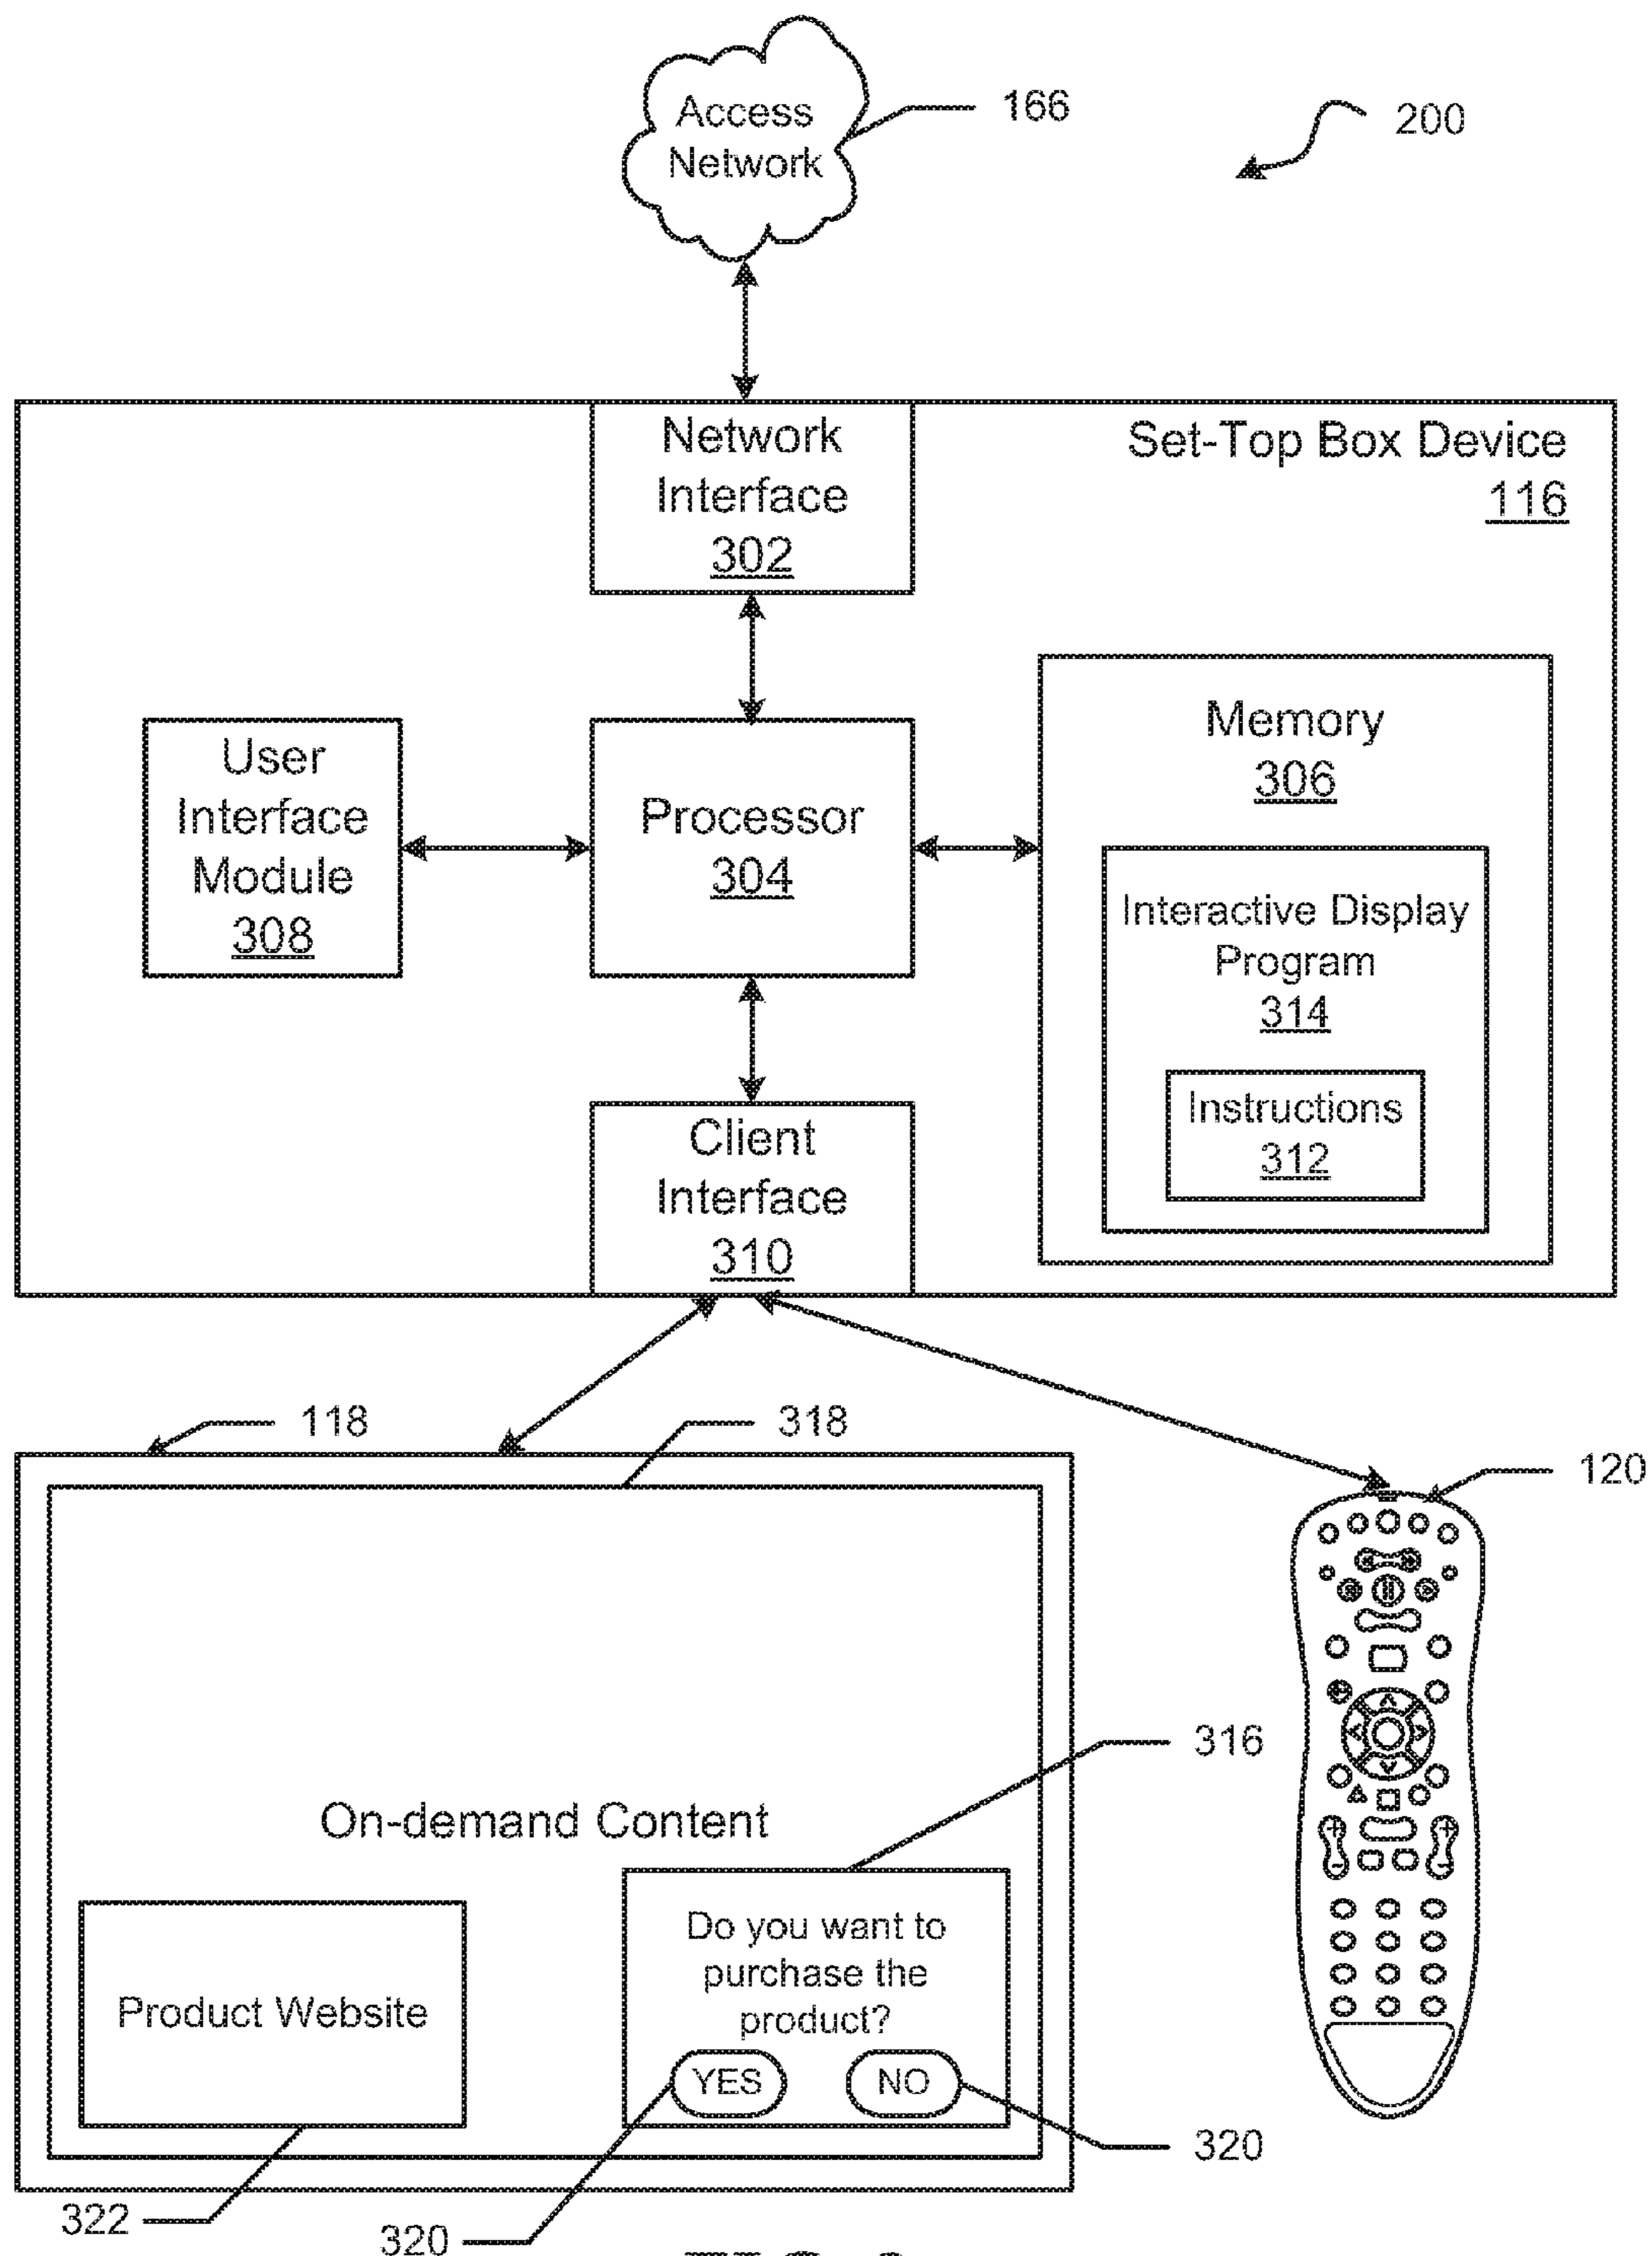 Access
Network
166
200
Network
Interface
302
Set-Top Box Device
116
User
Interface
Module
308
Processor
304
Memory
306
Interactive Display
Program
314
Instructions
312
Client
Interface
310
118
318
120
316
On-demand Content
Product Website
Do you want to
purchase the
product?
YES
NO
320
322
320